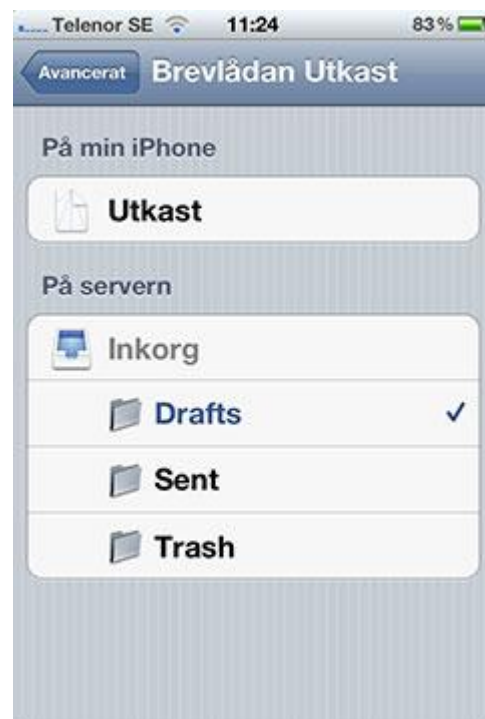 Telenor SE 11:24 83%
Avancerat Brevlådan Utkast
På min iPhone
Utkast
På servern
Inkorg
Drafts
Sent
Trash